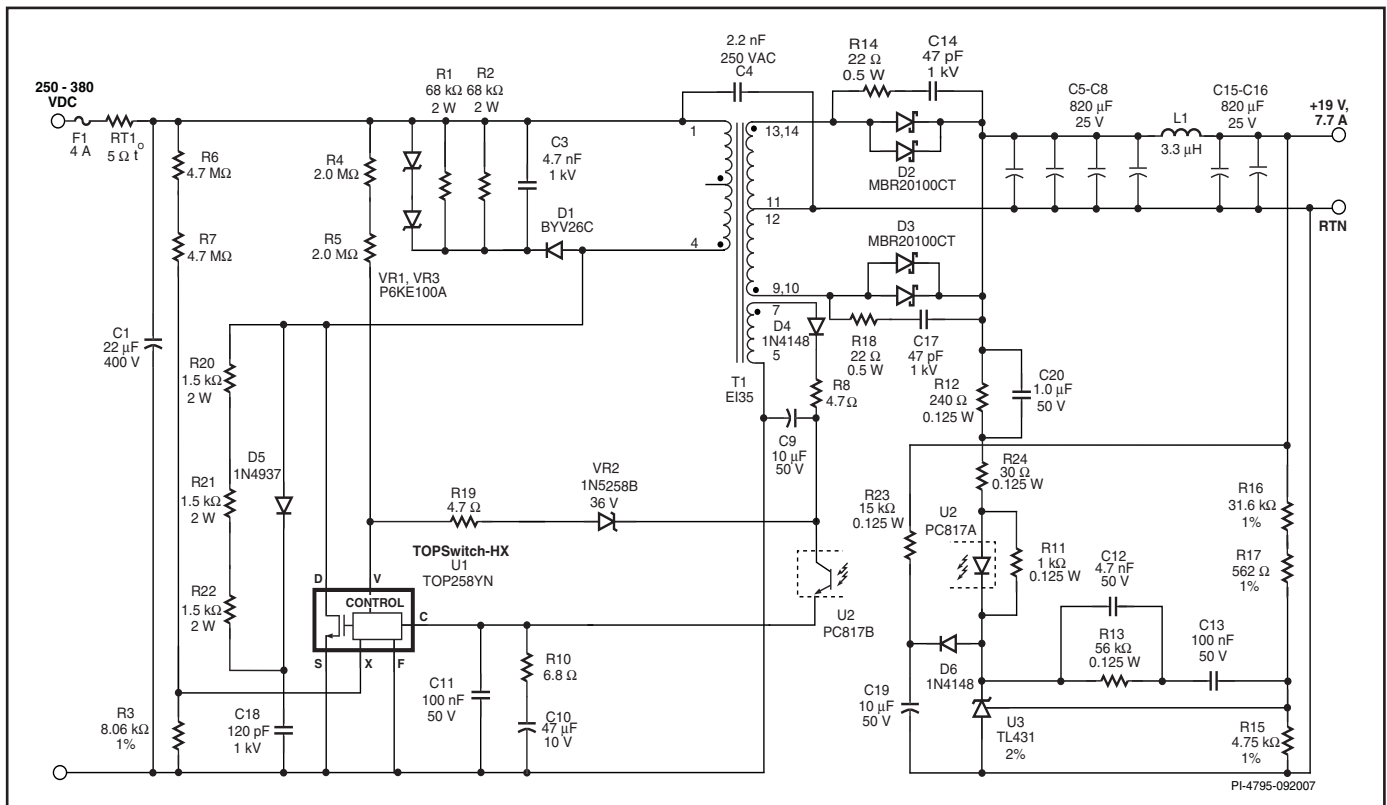 250 - 380
VDC
F1
4 A
RT1
5 Ω
t°
R6
4.7 MΩ
R7
4.7 MΩ
C1
22 µF
400 V
R4
2.0 MΩ
R5
2.0 MΩ
VR1, VR3
P6KE100A
R1
68 kΩ
2 W
R2
68 kΩ
2 W
C3
4.7 nF
1 kV
D1
BYV26C
2.2 nF
250 VAC
C4
1
4
13,14
11
12
9,10
7
5
T1
EI35
R14
22 Ω
0.5 W
C14
47 pF
1 kV
D2
MBR20100CT
D3
MBR20100CT
C5-C8
820 µF
25 V
L1
3.3 µH
C15-C16
820 µF
25 V
+19 V,
7.7 A
RTN
D4
1N4148
R18
22 Ω
0.5 W
C17
47 pF
1 kV
R8
4.7 Ω
C9
10 µF
50 V
R12
240 Ω
0.125 W
C20
1.0 µF
50 V
R20
1.5 kΩ
2 W
D5
1N4937
R21
1.5 kΩ
2 W
R22
1.5 kΩ
2 W
R19
4.7 Ω
VR2
1N5258B
36 V
TOPSwitch-HX
U1
TOP258YN
D
V
CONTROL
C
S
X
F
U2
PC817B
R24
30 Ω
0.125 W
R23
15 kΩ
0.125 W
U2
PC817A
R11
1 kΩ
0.125 W
R16
31.6 kΩ
1%
R17
562 Ω
1%
C12
4.7 nF
50 V
R13
56 kΩ
0.125 W
C13
100 nF
50 V
D6
1N4148
C19
10 µF
50 V
U3
TL431
2%
R15
4.75 kΩ
1%
R3
8.06 kΩ
1%
C18
120 pF
1 kV
C11
100 nF
50 V
R10
6.8 Ω
C10
47 µF
10 V
PI-4795-092007